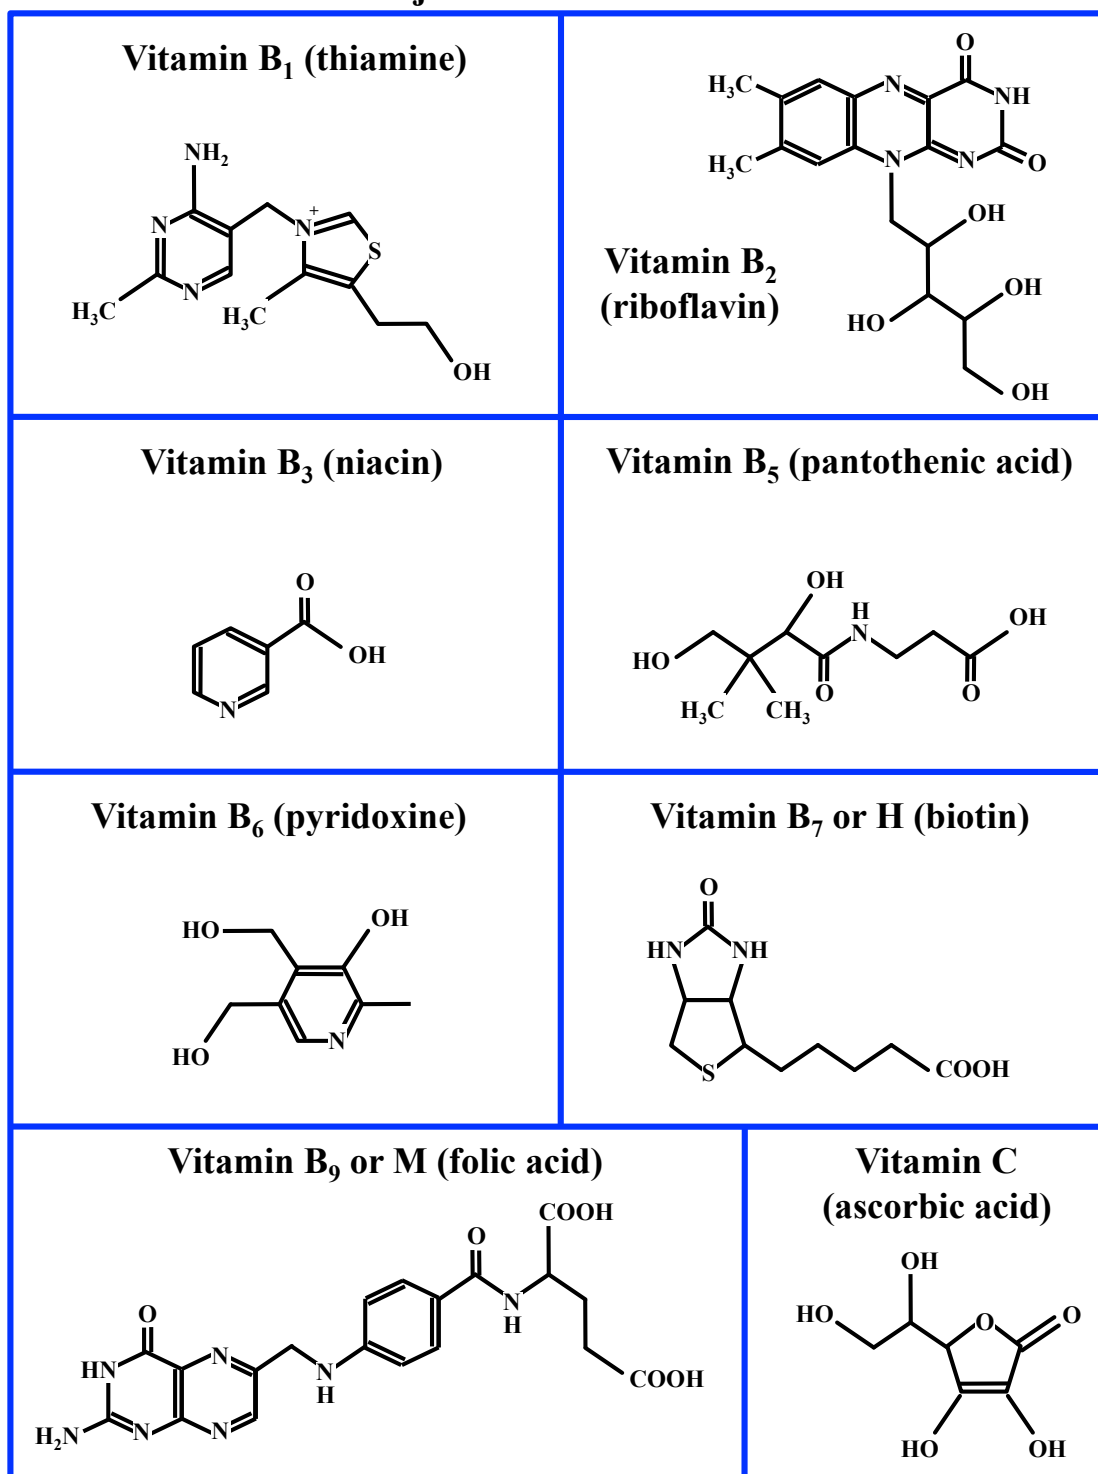 Vitamin B₁ (thiamine)
NH₂
N
N
H₃C
N
+
S
H₃C
OH
O
H₃C
N
NH
H₃C
N
N
O
OH
Vitamin B₂
(riboflavin)
OH
HO
OH
Vitamin B₃ (niacin)
O
OH
N
Vitamin B₅ (pantothenic acid)
OH
H
N
OH
HO
O
O
H₃C
CH₃
Vitamin B₆ (pyridoxine)
HO
OH
HO
N
Vitamin B₇ or H (biotin)
O
HN
NH
S
COOH
Vitamin B₉ or M (folic acid)
COOH
O
N
H
O
N
HN
N
H
COOH
H₂N
N
N
Vitamin C
(ascorbic acid)
OH
HO
O
O
HO
OH